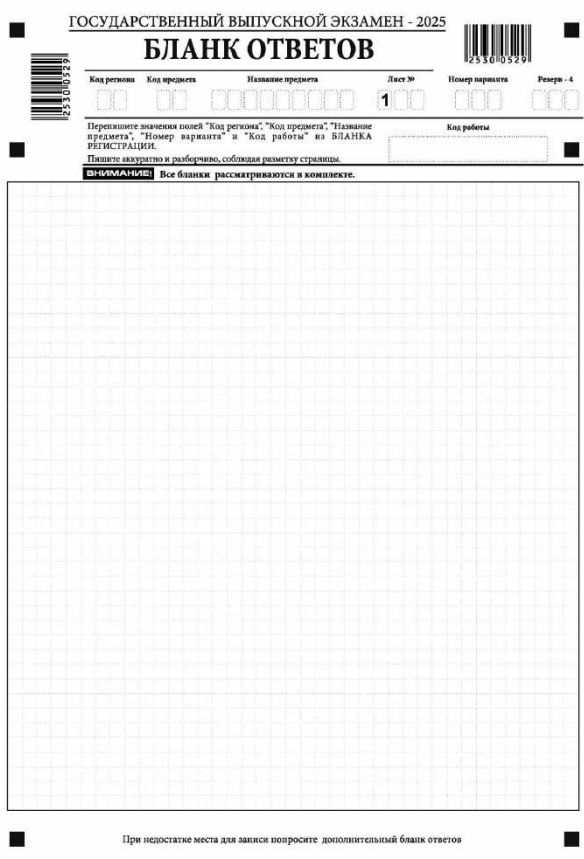 ГОСУДАРСТВЕННЫЙ ВЫПУСКНОЙ ЭКЗАМЕН - 2025
БЛАНК ОТВЕТОВ
2530 0529
2530 0529
Код региона Код предмета Название предмета Лист № Номер варианта Резерв - 4
1
Перепишите значения полей "Код региона", "Код предмета", "Название
предмета", "Номер варианта" и "Код работы" из БЛАНКА
РЕГИСТРАЦИИ.
Пишите аккуратно и разборчиво, соблюдая разметку страницы.
Код работы
ВНИМАНИЕ! Все бланки рассматриваются в комплекте.
При недостатке места для записи попросите дополнительный бланк ответов